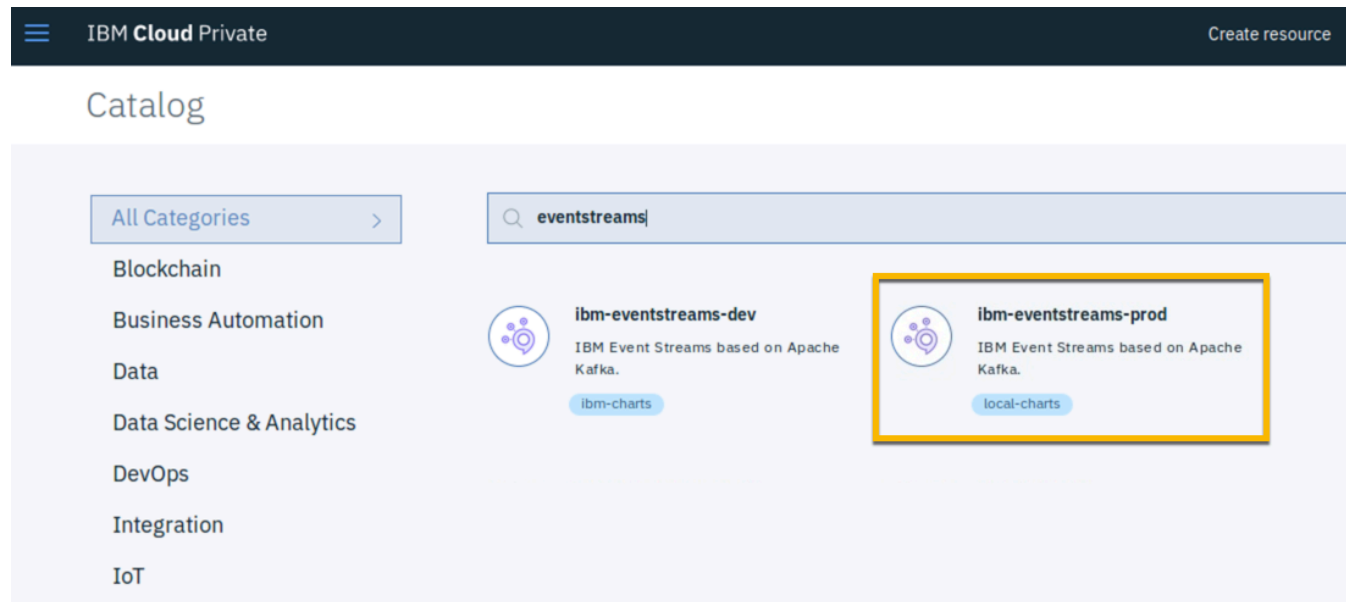 IBM Cloud Private
Create resource
Catalog
All Categories
eventstreams
Blockchain
Business Automation
Data
Data Science & Analytics
DevOps
Integration
IoT
ibm-eventstreams-dev
IBM Event Streams based on Apache
Kafka.
ibm-charts
ibm-eventstreams-prod
IBM Event Streams based on Apache
Kafka.
local-charts